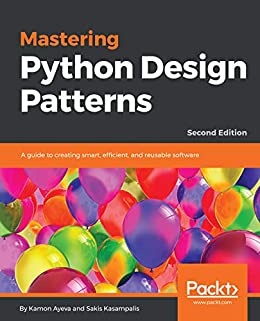 Mastering
Python Design
Patterns
Second Edition
A guide to creating smart, efficient, and reusable software
Packt>
www.packt.com
By Kamon Ayeva and Sakis Kasampalis